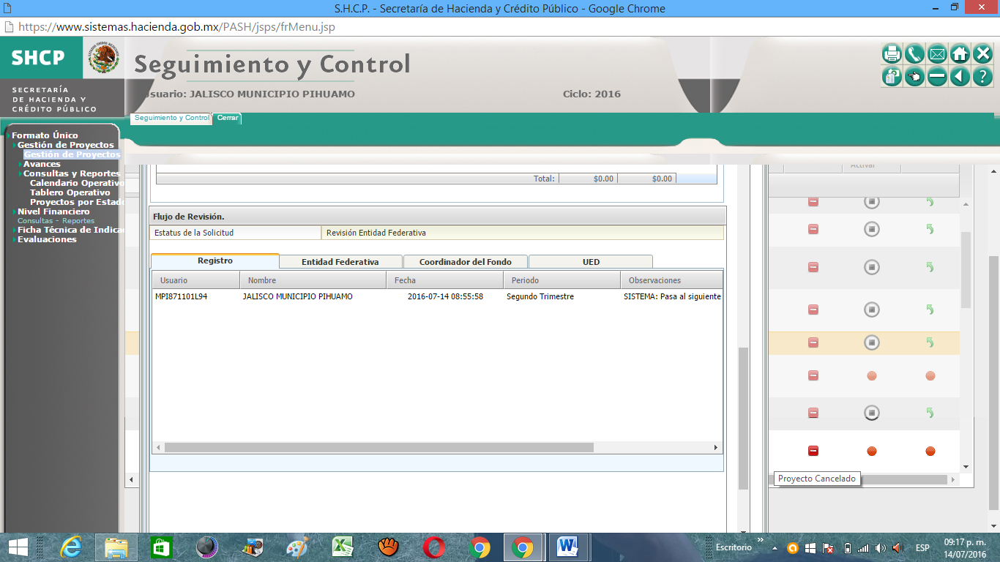 S.H.C.P. - Secretaría de Hacienda y Crédito Público - Google Chrome
https://www.sistemas.hacienda.gob.mx/PASH/jsps/frMenu.jsp
SHCP
SECRETARÍA
DE HACIENDA Y
CRÉDITO PÚBLICO
Seguimiento y Control
Usuario: JALISCO MUNICIPIO PIHUAMO
Ciclo: 2016
Seguimiento y Control
Cerrar
Formato Único
Gestión de Proyectos
Gestión de Proyectos
Avances
Consultas y Reportes
Calendario Operativo
Tablero Operativo
Proyectos por Estado
Nivel Financiero
Consultas - Reportes
Ficha Técnica de Indica
Evaluaciones
Total: $0.00 $0.00
Flujo de Revisión.
Estatus de la Solicitud Revisión Entidad Federativa
Registro Entidad Federativa Coordinador del Fondo UED
Usuario Nombre Fecha Periodo Observaciones
MPI871101L94 JALISCO MUNICIPIO PIHUAMO 2016-07-14 08:55:58 Segundo Trimestre SISTEMA: Pasa al siguiente
Activar
Proyecto Cancelado
Escritorio
ESP
09:17 p. m.
14/07/2016